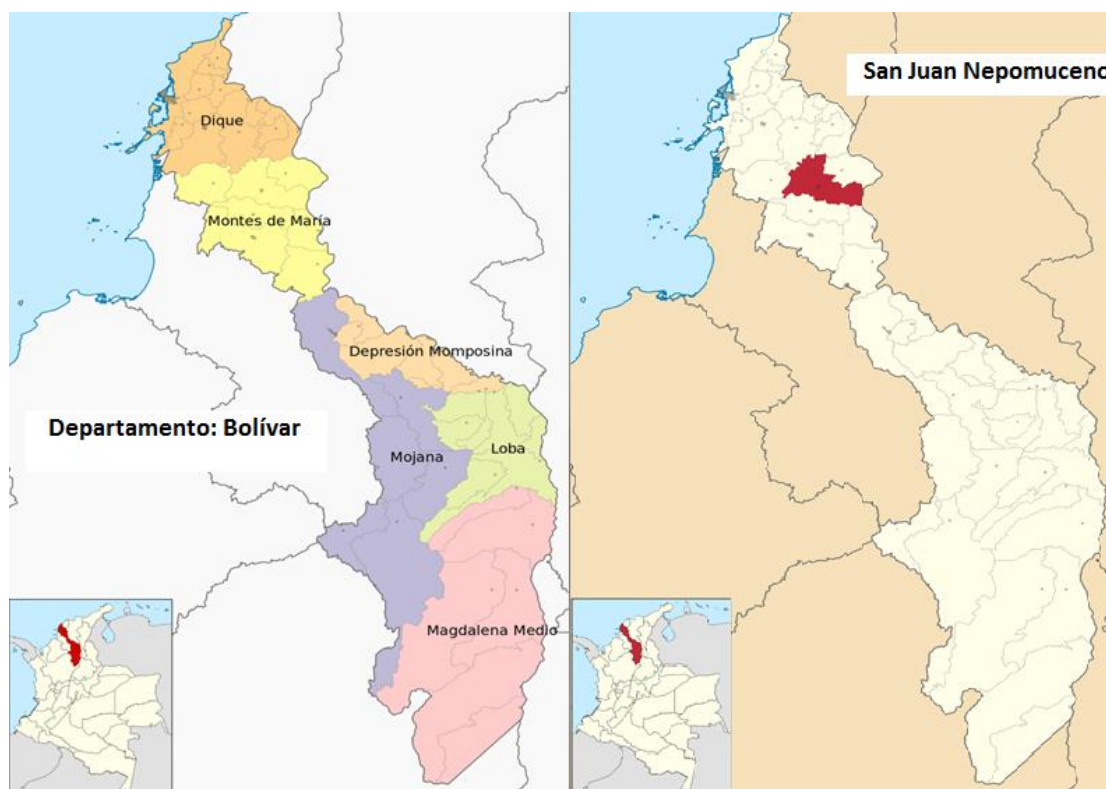 Dique
Montes de María
Depresión Momposina
Departamento: Bolívar
Mojana
Loba
Magdalena Medio
San Juan Nepomuceno